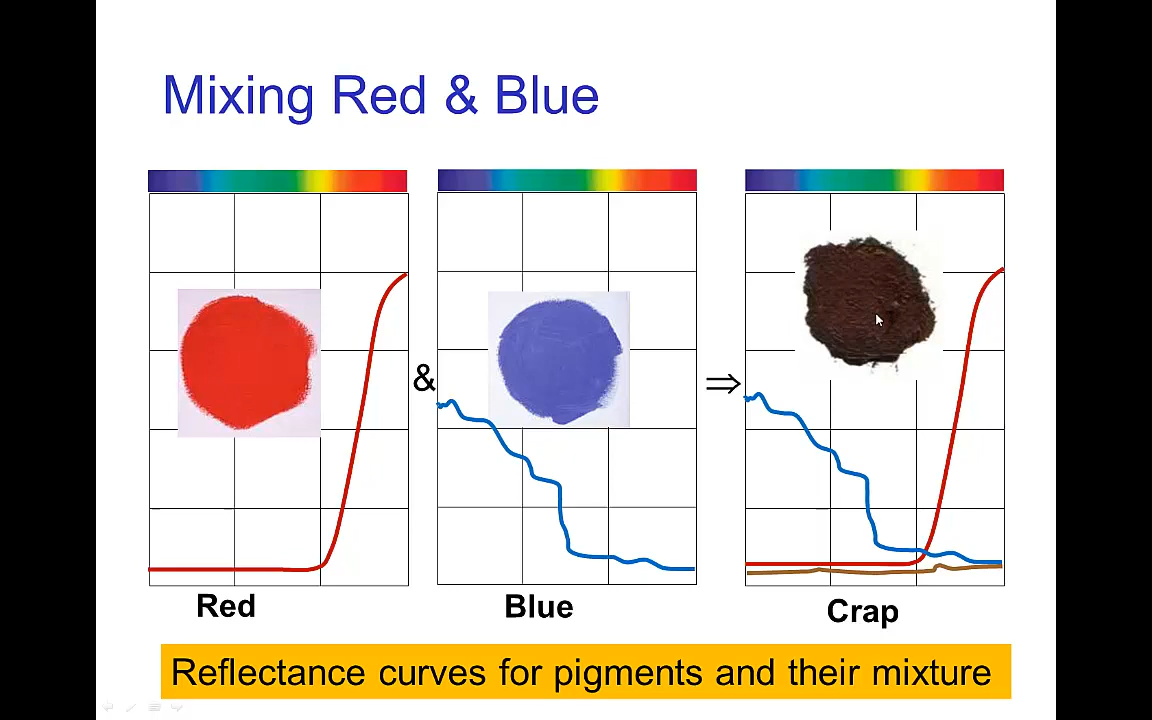 Mixing Red & Blue
&
⇒
Red
Blue
Crap
Reflectance curves for pigments and their mixture